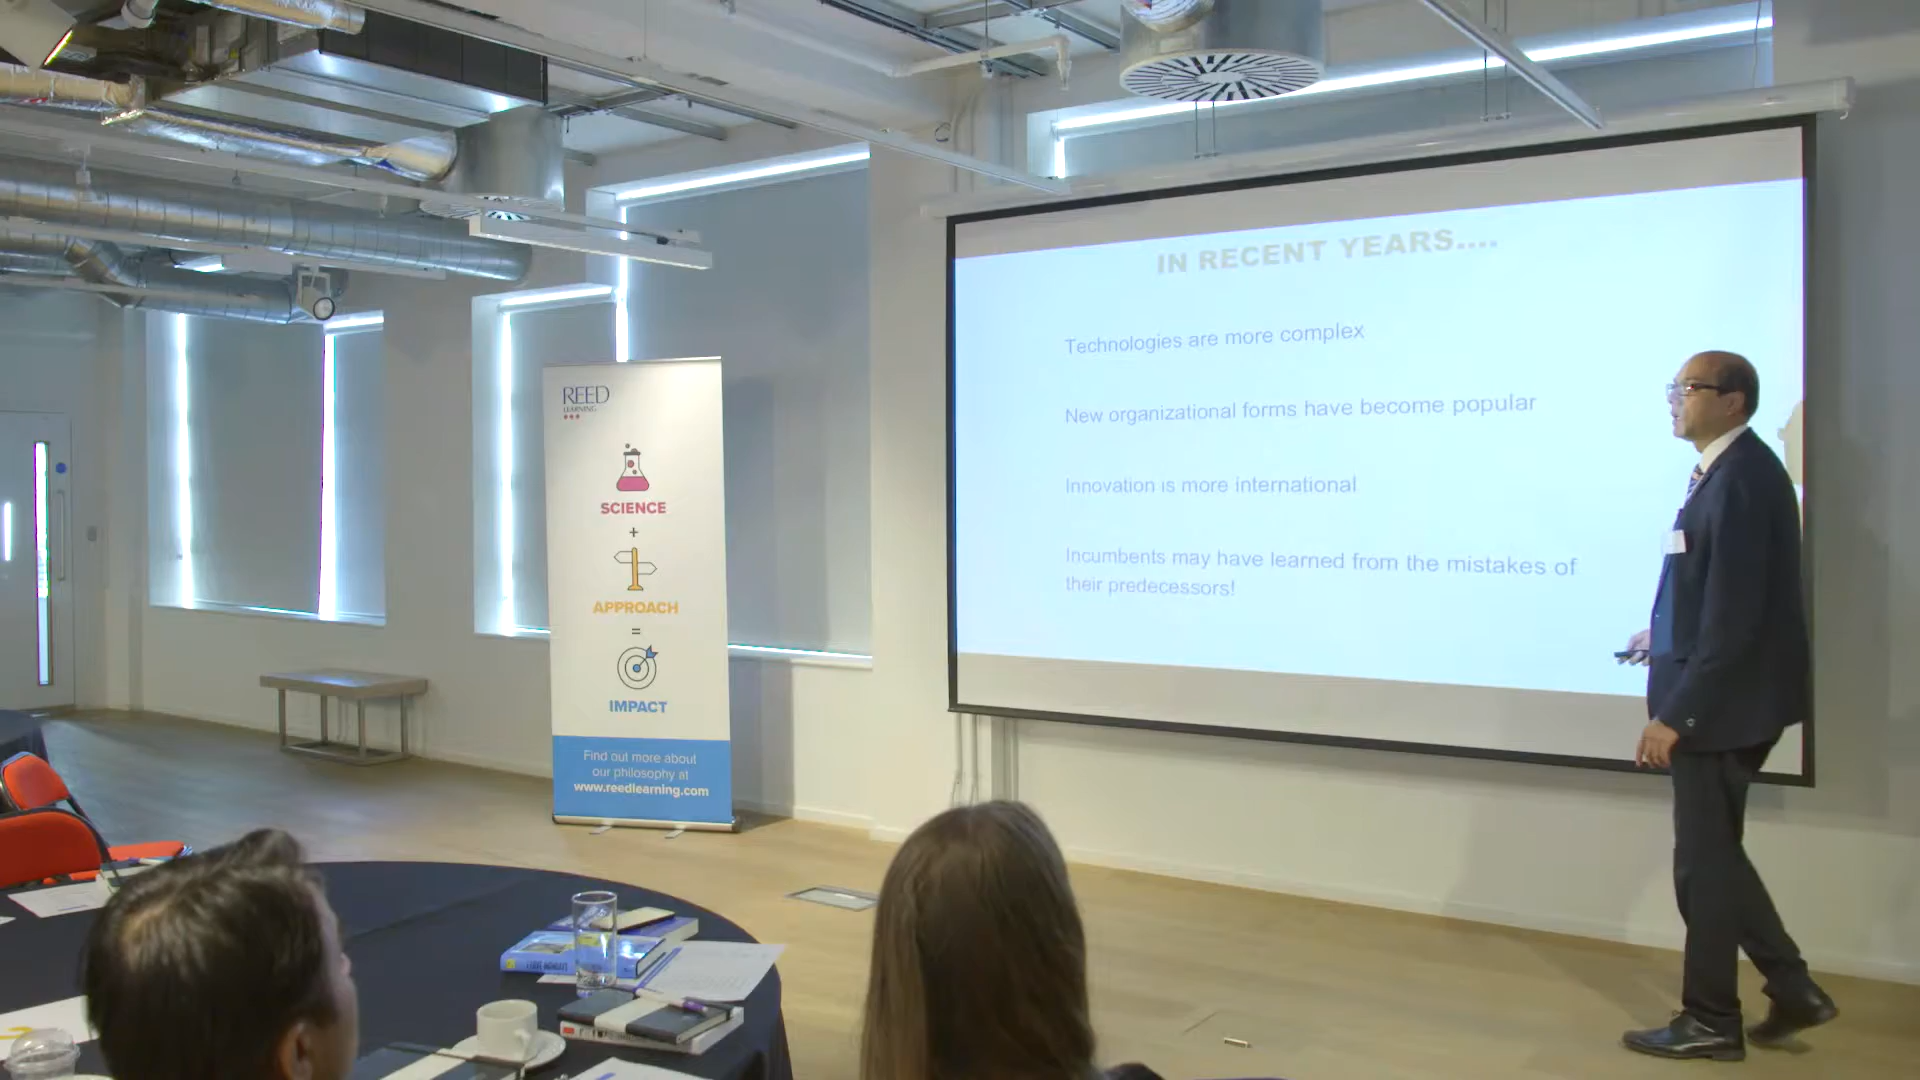 REED
LEARNING
SCIENCE
+
APPROACH
=
IMPACT
Find out more about
our philosophy at
www.reedlearning.com
IN RECENT YEARS....
Technologies are more complex
New organizational forms have become popular
Innovation is more international
Incumbents may have learned from the mistakes of
their predecessors!